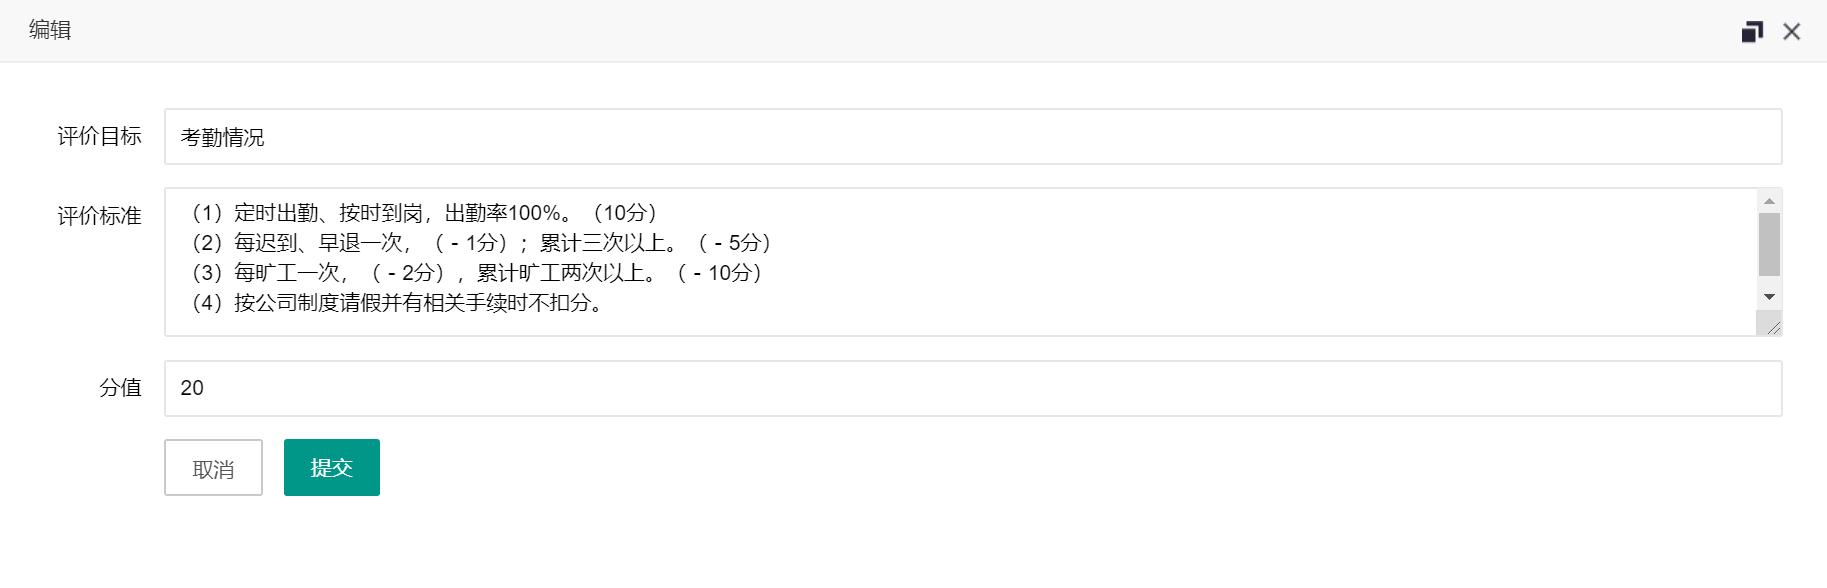 编辑
评价目标 考勤情况
评价标准
（1）定时出勤、按时到岗，出勤率100%。（10分）
（2）每迟到、早退一次，（ - 1分）；累计三次以上。（ - 5分）
（3）每旷工一次，（ - 2分），累计旷工两次以上。（ - 10分）
（4）按公司制度请假并有相关手续时不扣分。
分值 20
取消 提交